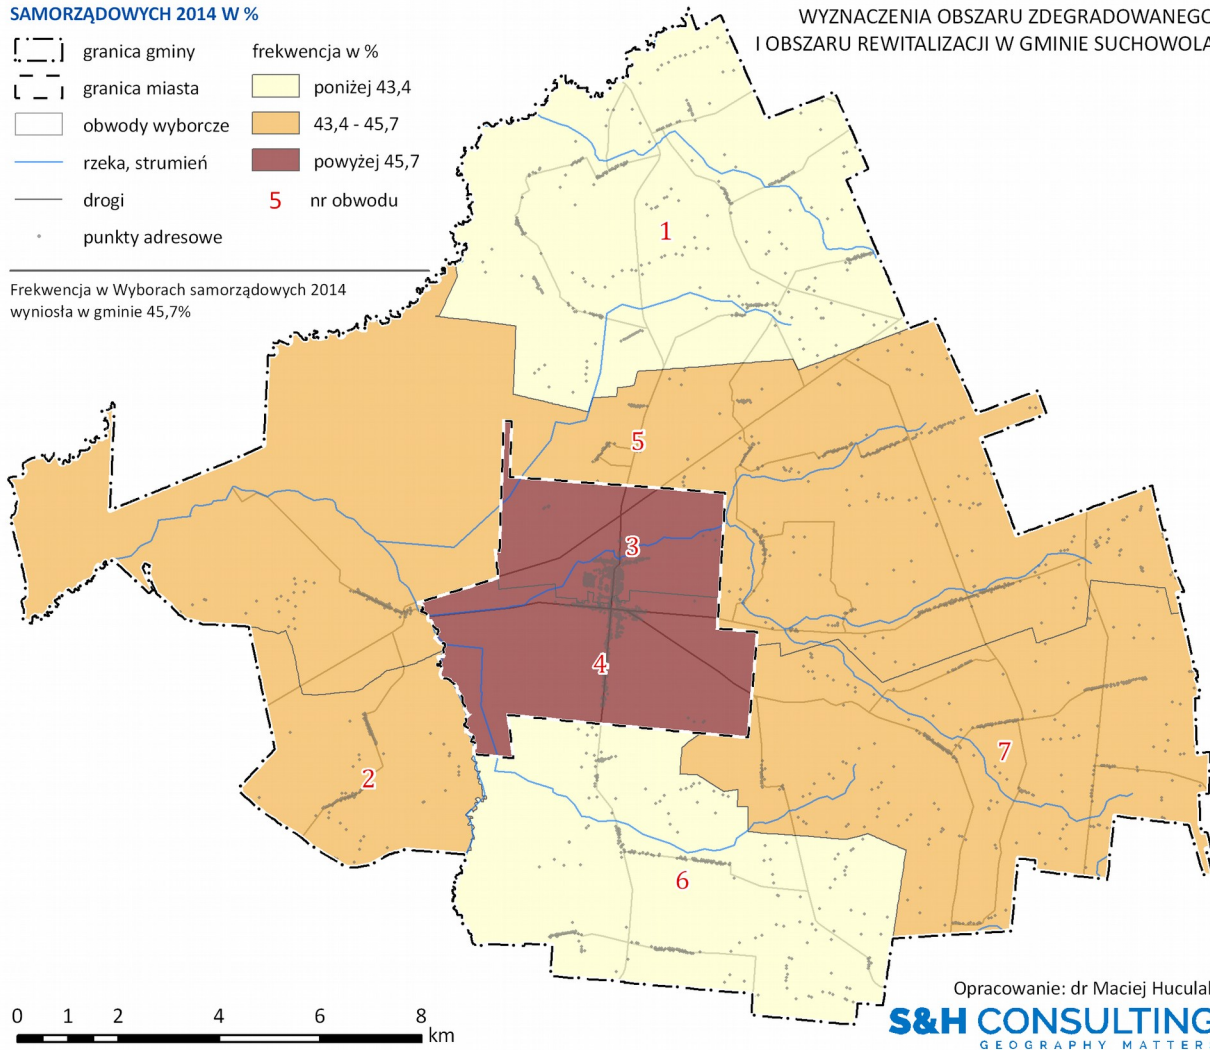 SAMORZĄDOWYCH 2014 W %
WYZNACZENIA OBSZARU ZDEGRADOWANEGO
I OBSZARU REWITALIZACJI W GMINIE SUCHOWOLA
granica gminy
frekwencja w %
granica miasta
poniżej 43,4
obwody wyborcze
43,4 - 45,7
rzeka, strumień
powyżej 45,7
drogi
5 nr obwodu
punkty adresowe
Frekwencja w Wyborach samorządowych 2014
wyniosła w gminie 45,7%
1
5
3
4
7
2
6
Opracowanie: dr Maciej Huculak
S&H CONSULTING
GEOGRAPHY MATTER
0 1 2 4 6 8 km